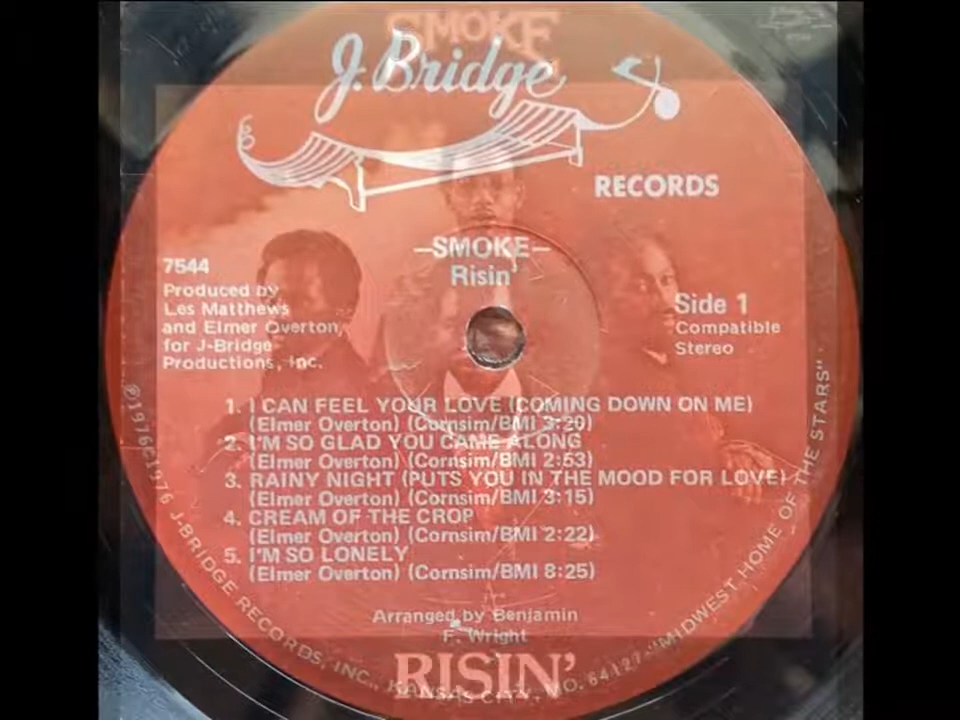 SMOKE
J. Bridge
RECORDS
—SMOKE—
Risin'
7544
Produced by
Les Matthews
and Elmer Overton,
for J-Bridge
Productions, Inc.
Side 1
Compatible
Stereo
1. I CAN FEEL YOUR LOVE (COMING DOWN ON ME)
(Elmer Overton) (Cornsim/BMI 3:20)
2. I'M SO GLAD YOU CAME ALONG
(Elmer Overton) (Cornsim/BMI 2:53)
3. RAINY NIGHT (PUTS YOU IN THE MOOD FOR LOVE)
(Elmer Overton) (Cornsim/BMI 3:15)
4. CREAM OF THE CROP
(Elmer Overton) (Cornsim/BMI 2:22)
5. I'M SO LONELY
(Elmer Overton) (Cornsim/BMI 8:25)
Arranged by Benjamin
F. Wright
℗1976©1976 J-BRIDGE RECORDS, INC., KANSAS CITY, MO. 64127 "MIDWEST HOME OF THE STARS"
RISIN'